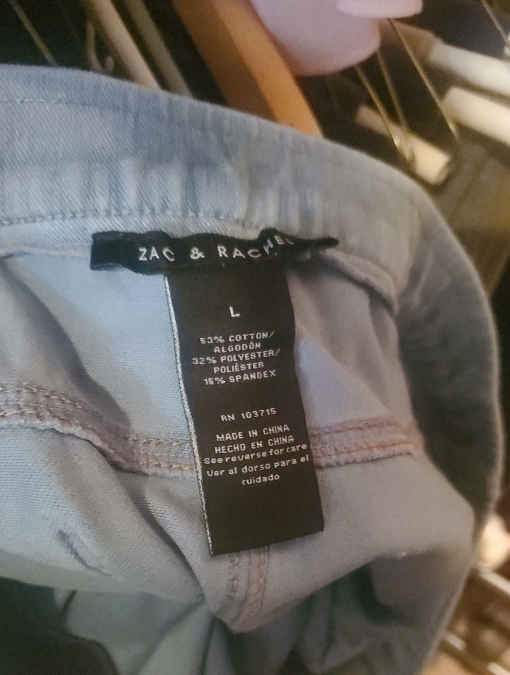 ZAC & RACHEL
L
53% COTTON/
ALGODÓN
32% POLYESTER/
POLIÉSTER
15% SPANDEX
RN 103715
MADE IN CHINA
HECHO EN CHINA
See reverse for care
Ver al dorso para el
cuidado